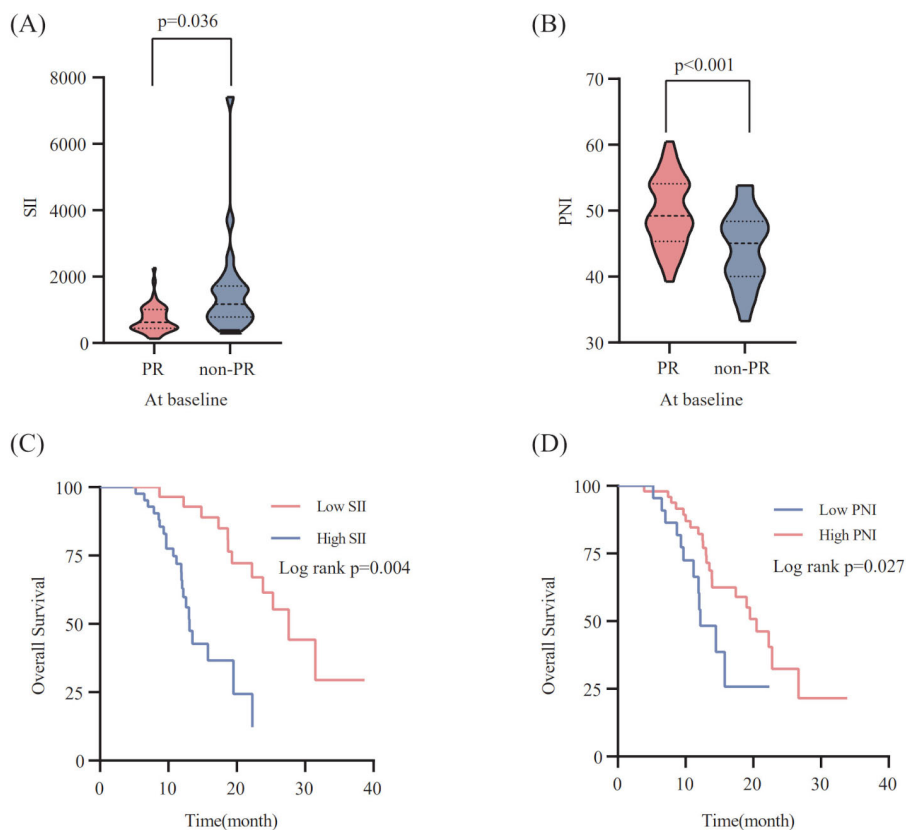 (A)
p=0.036
8000
6000
4000
2000
0
SII
PR non-PR
At baseline
(B)
p<0.001
70
60
50
40
30
PNI
PR non-PR
At baseline
(C)
100
75
50
25
0
Overall Survival
Low SII
High SII
Log rank p=0.004
0 10 20 30 40
Time(month)
(D)
100
75
50
25
0
Overall Survival
Low PNI
High PNI
Log rank p=0.027
0 10 20 30 40
Time(month)